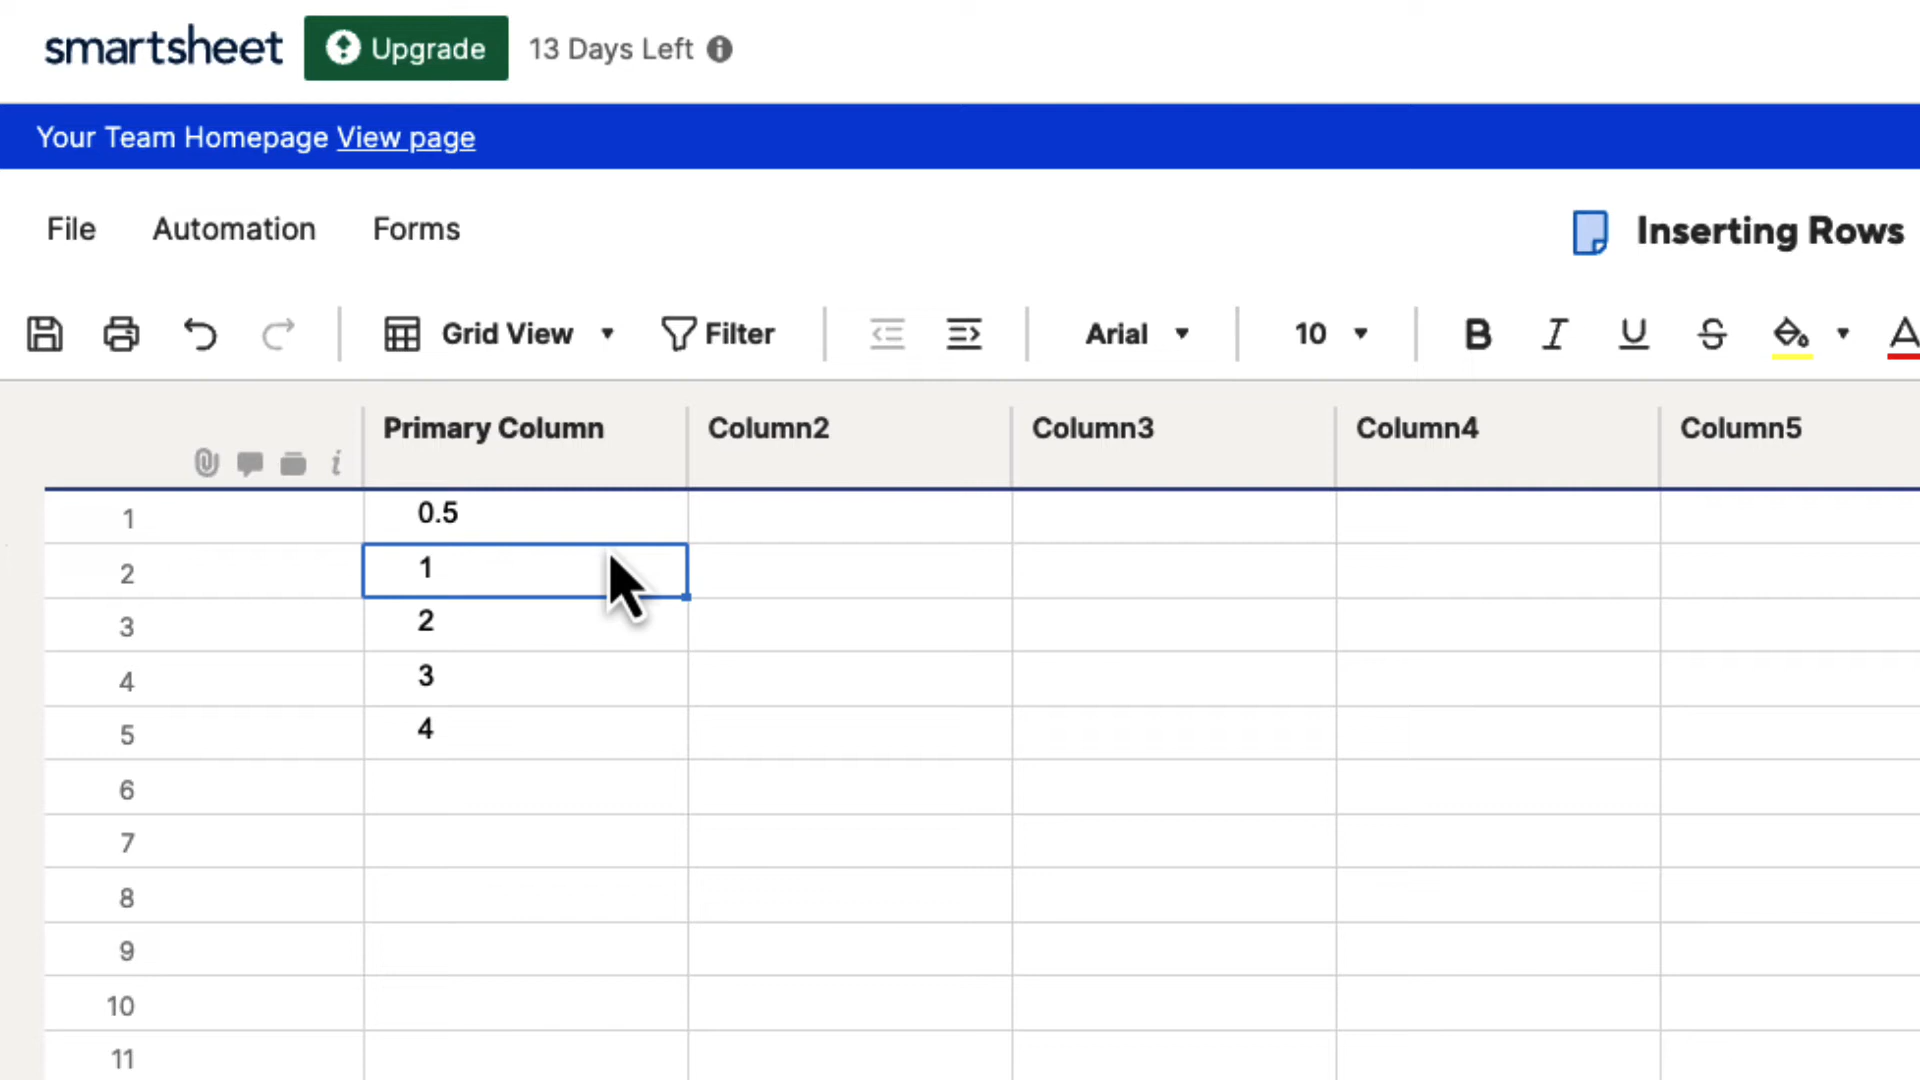 smartsheet Upgrade 13 Days Left
Your Team Homepage View page
File Automation Forms Inserting Rows
Grid View Filter Arial 10 B I U S A
Primary Column Column2 Column3 Column4 Column5
1 0.5
2 1
3 2
4 3
5 4
6
7
8
9
10
11